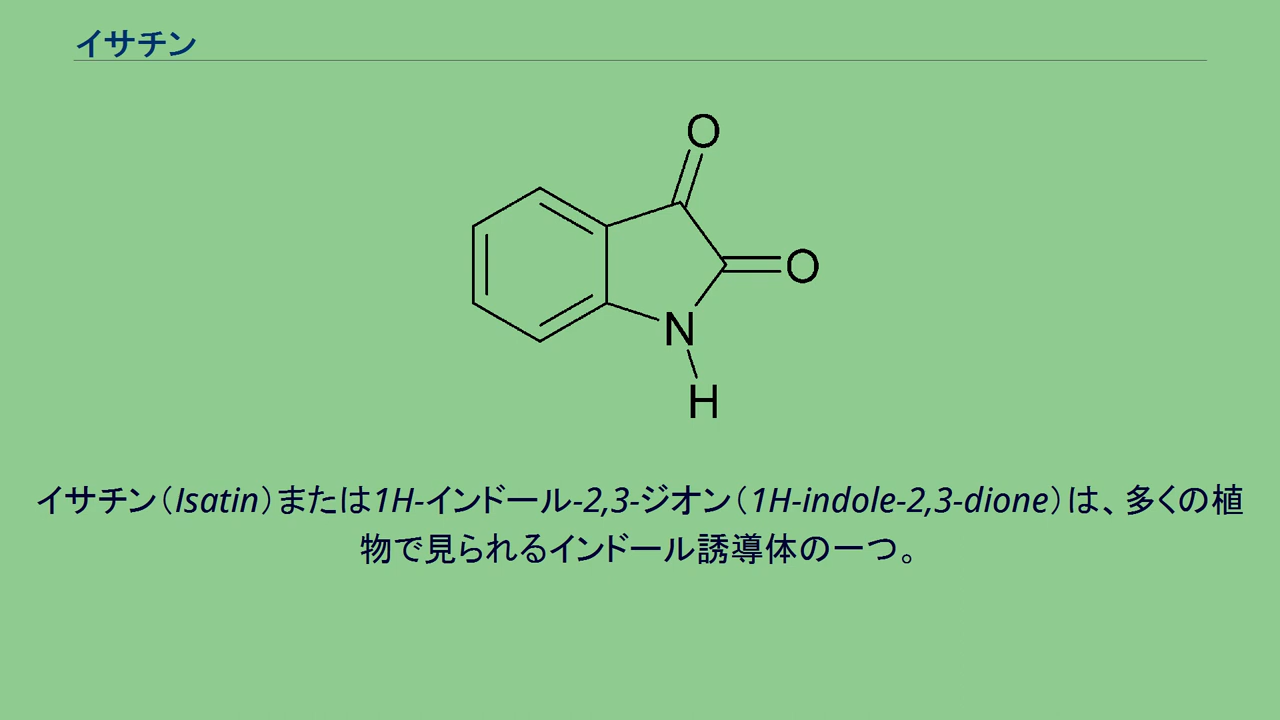 イサチン
O
O
N
H
イサチン（Isatin）または1H-インドール-2,3-ジオン（1H-indole-2,3-dione）は、多くの植
物で見られるインドール誘導体の一つ。